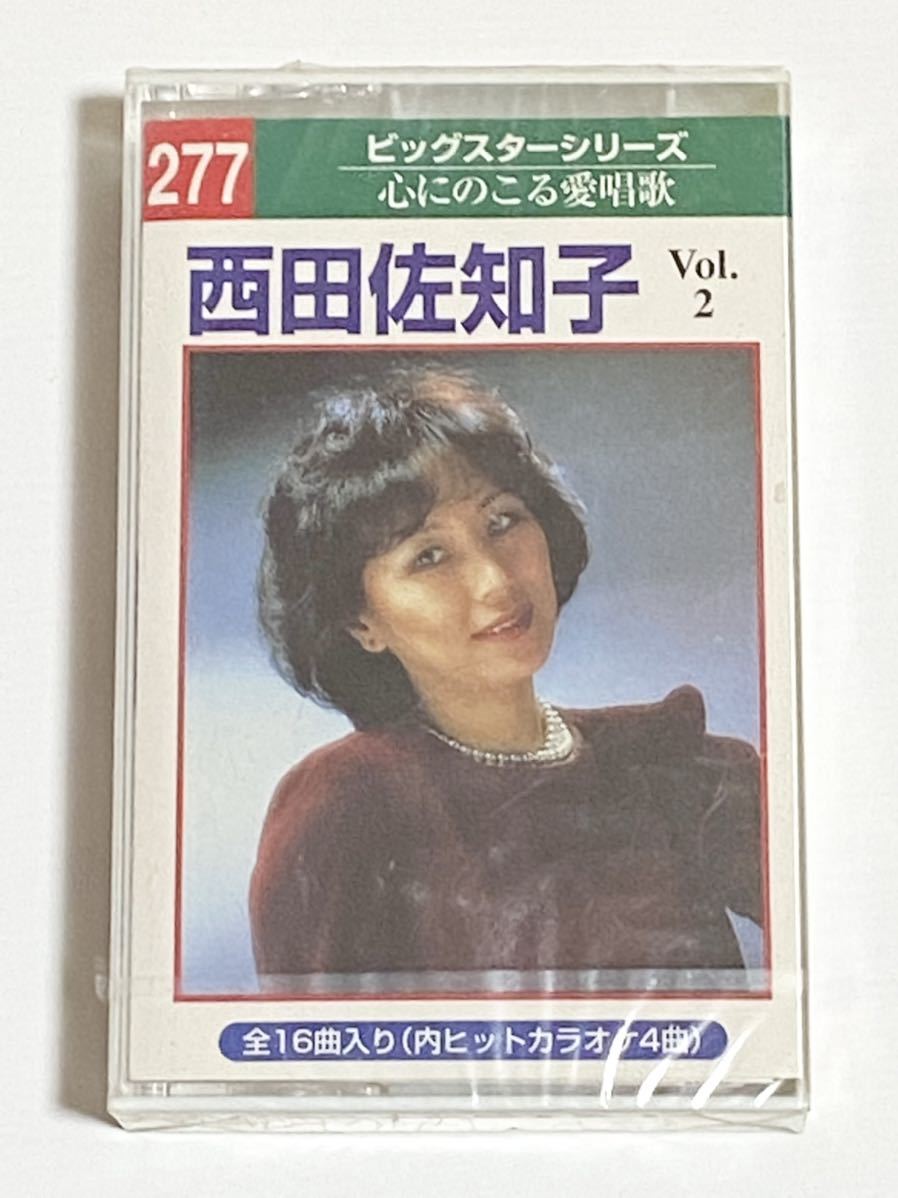 277
ビッグスターシリーズ
心にのこる愛唱歌
西田佐知子
Vol.
2
全16曲入り(内ヒットカラオケ4曲)